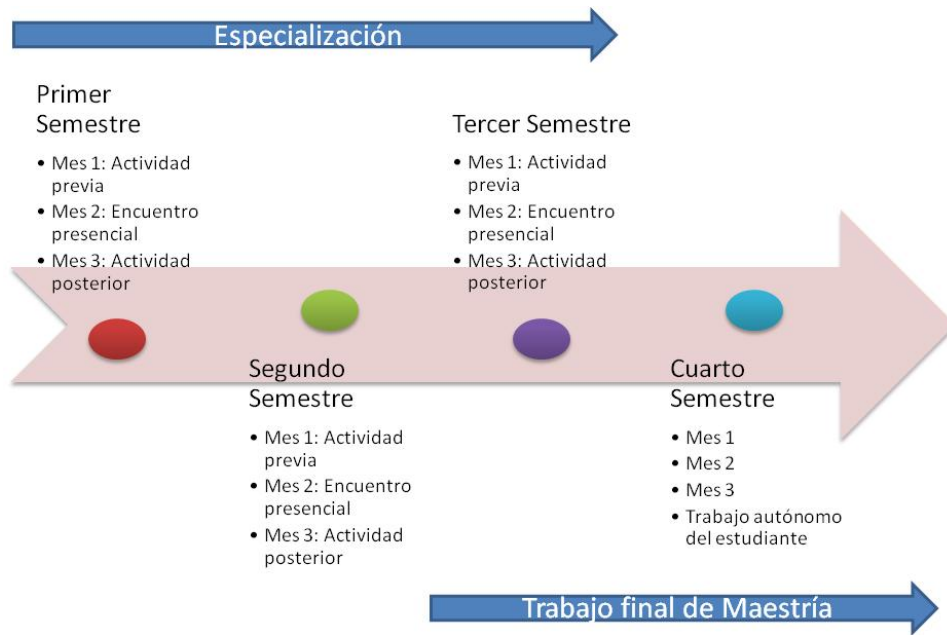 Especialización
Primer
Semestre
• Mes 1: Actividad
previa
• Mes 2: Encuentro
presencial
• Mes 3: Actividad
posterior
Tercer Semestre
• Mes 1: Actividad
previa
• Mes 2: Encuentro
presencial
• Mes 3: Actividad
posterior
Segundo
Semestre
• Mes 1: Actividad
previa
• Mes 2: Encuentro
presencial
• Mes 3: Actividad
posterior
Cuarto
Semestre
• Mes 1
• Mes 2
• Mes 3
• Trabajo autónomo
del estudiante
Trabajo final de Maestría